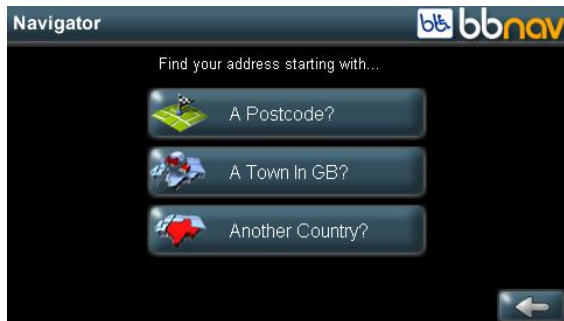 Navigator
bbnav
Find your address starting with...
A Postcode?
A Town In GB?
Another Country?